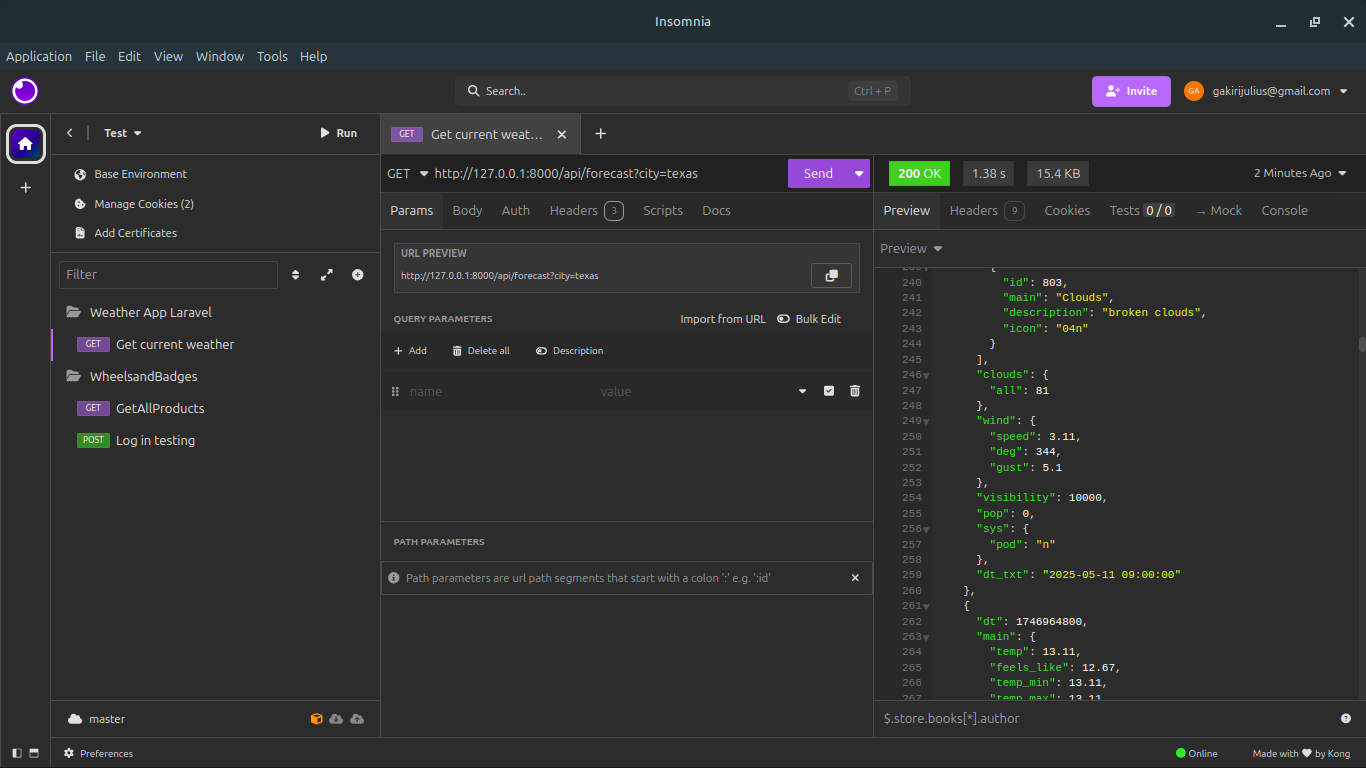 Insomnia
Application File Edit View Window Tools Help
Search.. Ctrl + P
Invite
GA gakirijulius@gmail.com
Test
Run
Base Environment
Manage Cookies (2)
Add Certificates
Filter
Weather App Laravel
GET Get current weather
WheelsandBadges
GET GetAllProducts
POST Log in testing
master
GET Get current weat...
GET http://127.0.0.1:8000/api/forecast?city=texas
Send
Params Body Auth Headers 3 Scripts Docs
URL PREVIEW
http://127.0.0.1:8000/api/forecast?city=texas
QUERY PARAMETERS
Import from URL Bulk Edit
Add Delete all Description
name value
PATH PARAMETERS
Path parameters are url path segments that start with a colon ':' e.g. ':id'
200 OK 1.38 s 15.4 KB 2 Minutes Ago
Preview Headers 9 Cookies Tests 0 / 0 → Mock Console
Preview
239 {
240 "id": 803,
241 "main": "Clouds",
242 "description": "broken clouds",
243 "icon": "04n"
244 }
245 ],
246 "clouds": {
247 "all": 81
248 },
249 "wind": {
250 "speed": 3.11,
251 "deg": 344,
252 "gust": 5.1
253 },
254 "visibility": 10000,
255 "pop": 0,
256 "sys": {
257 "pod": "n"
258 },
259 "dt_txt": "2025-05-11 09:00:00"
260 },
261 {
262 "dt": 1746964800,
263 "main": {
264 "temp": 13.11,
265 "feels_like": 12.67,
266 "temp_min": 13.11,
267 "temp_max": 13.11
$.store.books[*].author
Preferences
Online
Made with ♥ by Kong